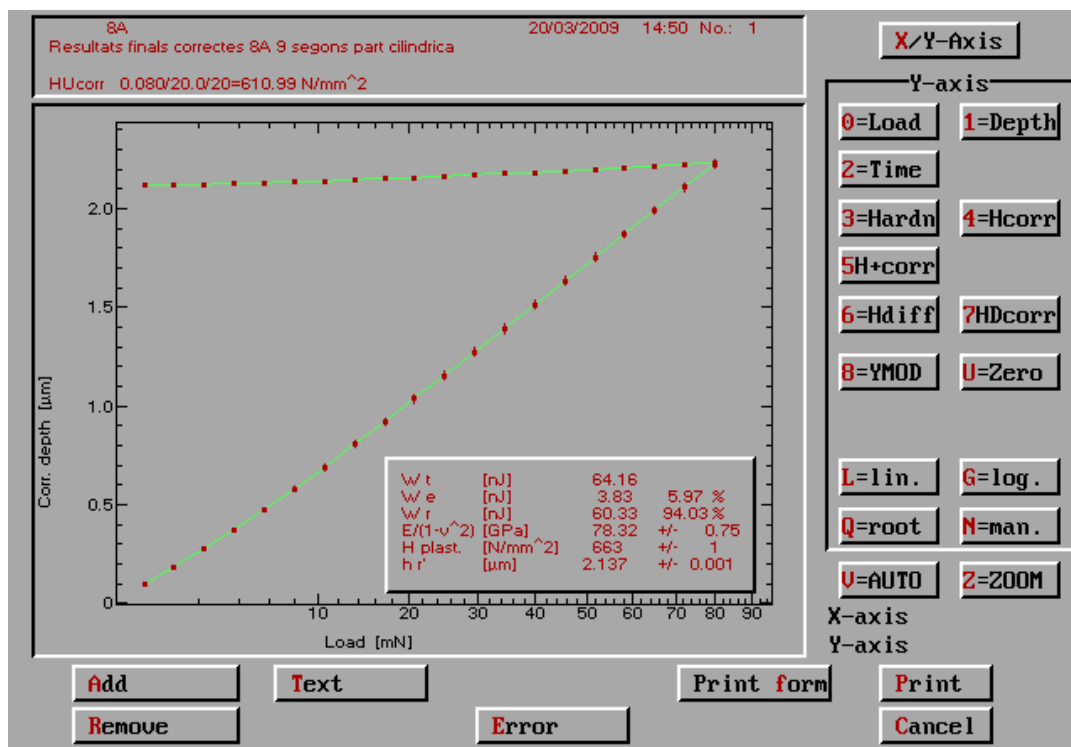 8A 20/03/2009 14:50 No.: 1
Resultats finals correctes 8A 9 segons part cilindrica
HUcorr 0.080/20.0/20=610.99 N/mm^2
X/Y-Axis
Y-axis
0=Load 1=Depth
2=Time
3=Hardn 4=Hcorr
5H+corr
6=Hdiff 7HDcorr
8=YMOD U=Zero
L=lin. G=log.
Q=root N=man.
V=AUTO Z=ZOOM
X-axis
Y-axis
Corr. depth [µm]
2.0
1.5
1.0
0.5
0
10 20 30 40 50 60 70 80 90
Load [mN]
W t [nJ] 64.16
W e [nJ] 3.83 5.97 %
W r [nJ] 60.33 94.03 %
E/(1-v^2) [GPa] 78.32 +/- 0.75
H plast. [N/mm^2] 663 +/- 1
h r' [µm] 2.137 +/- 0.001
Add Text Print form Print
Remove Error Cancel